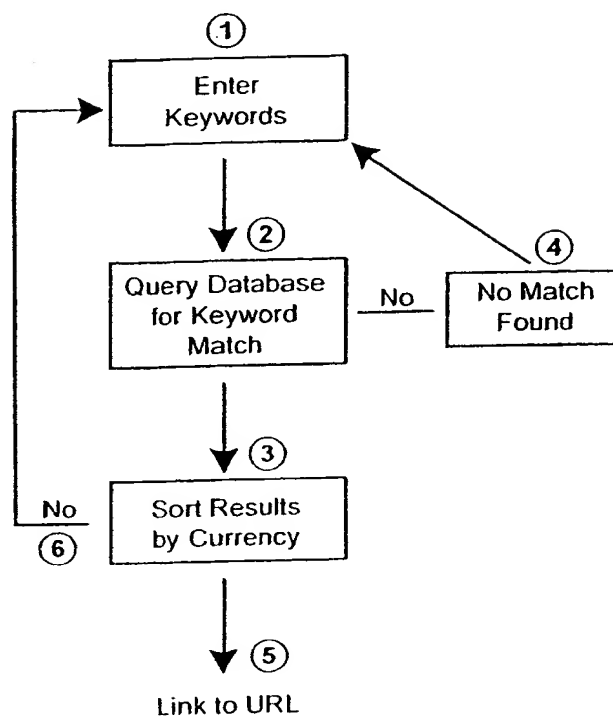 1
Enter
Keywords
2
4
Query Database
for Keyword
Match
No
No Match
Found
3
No
6
Sort Results
by Currency
5
Link to URL